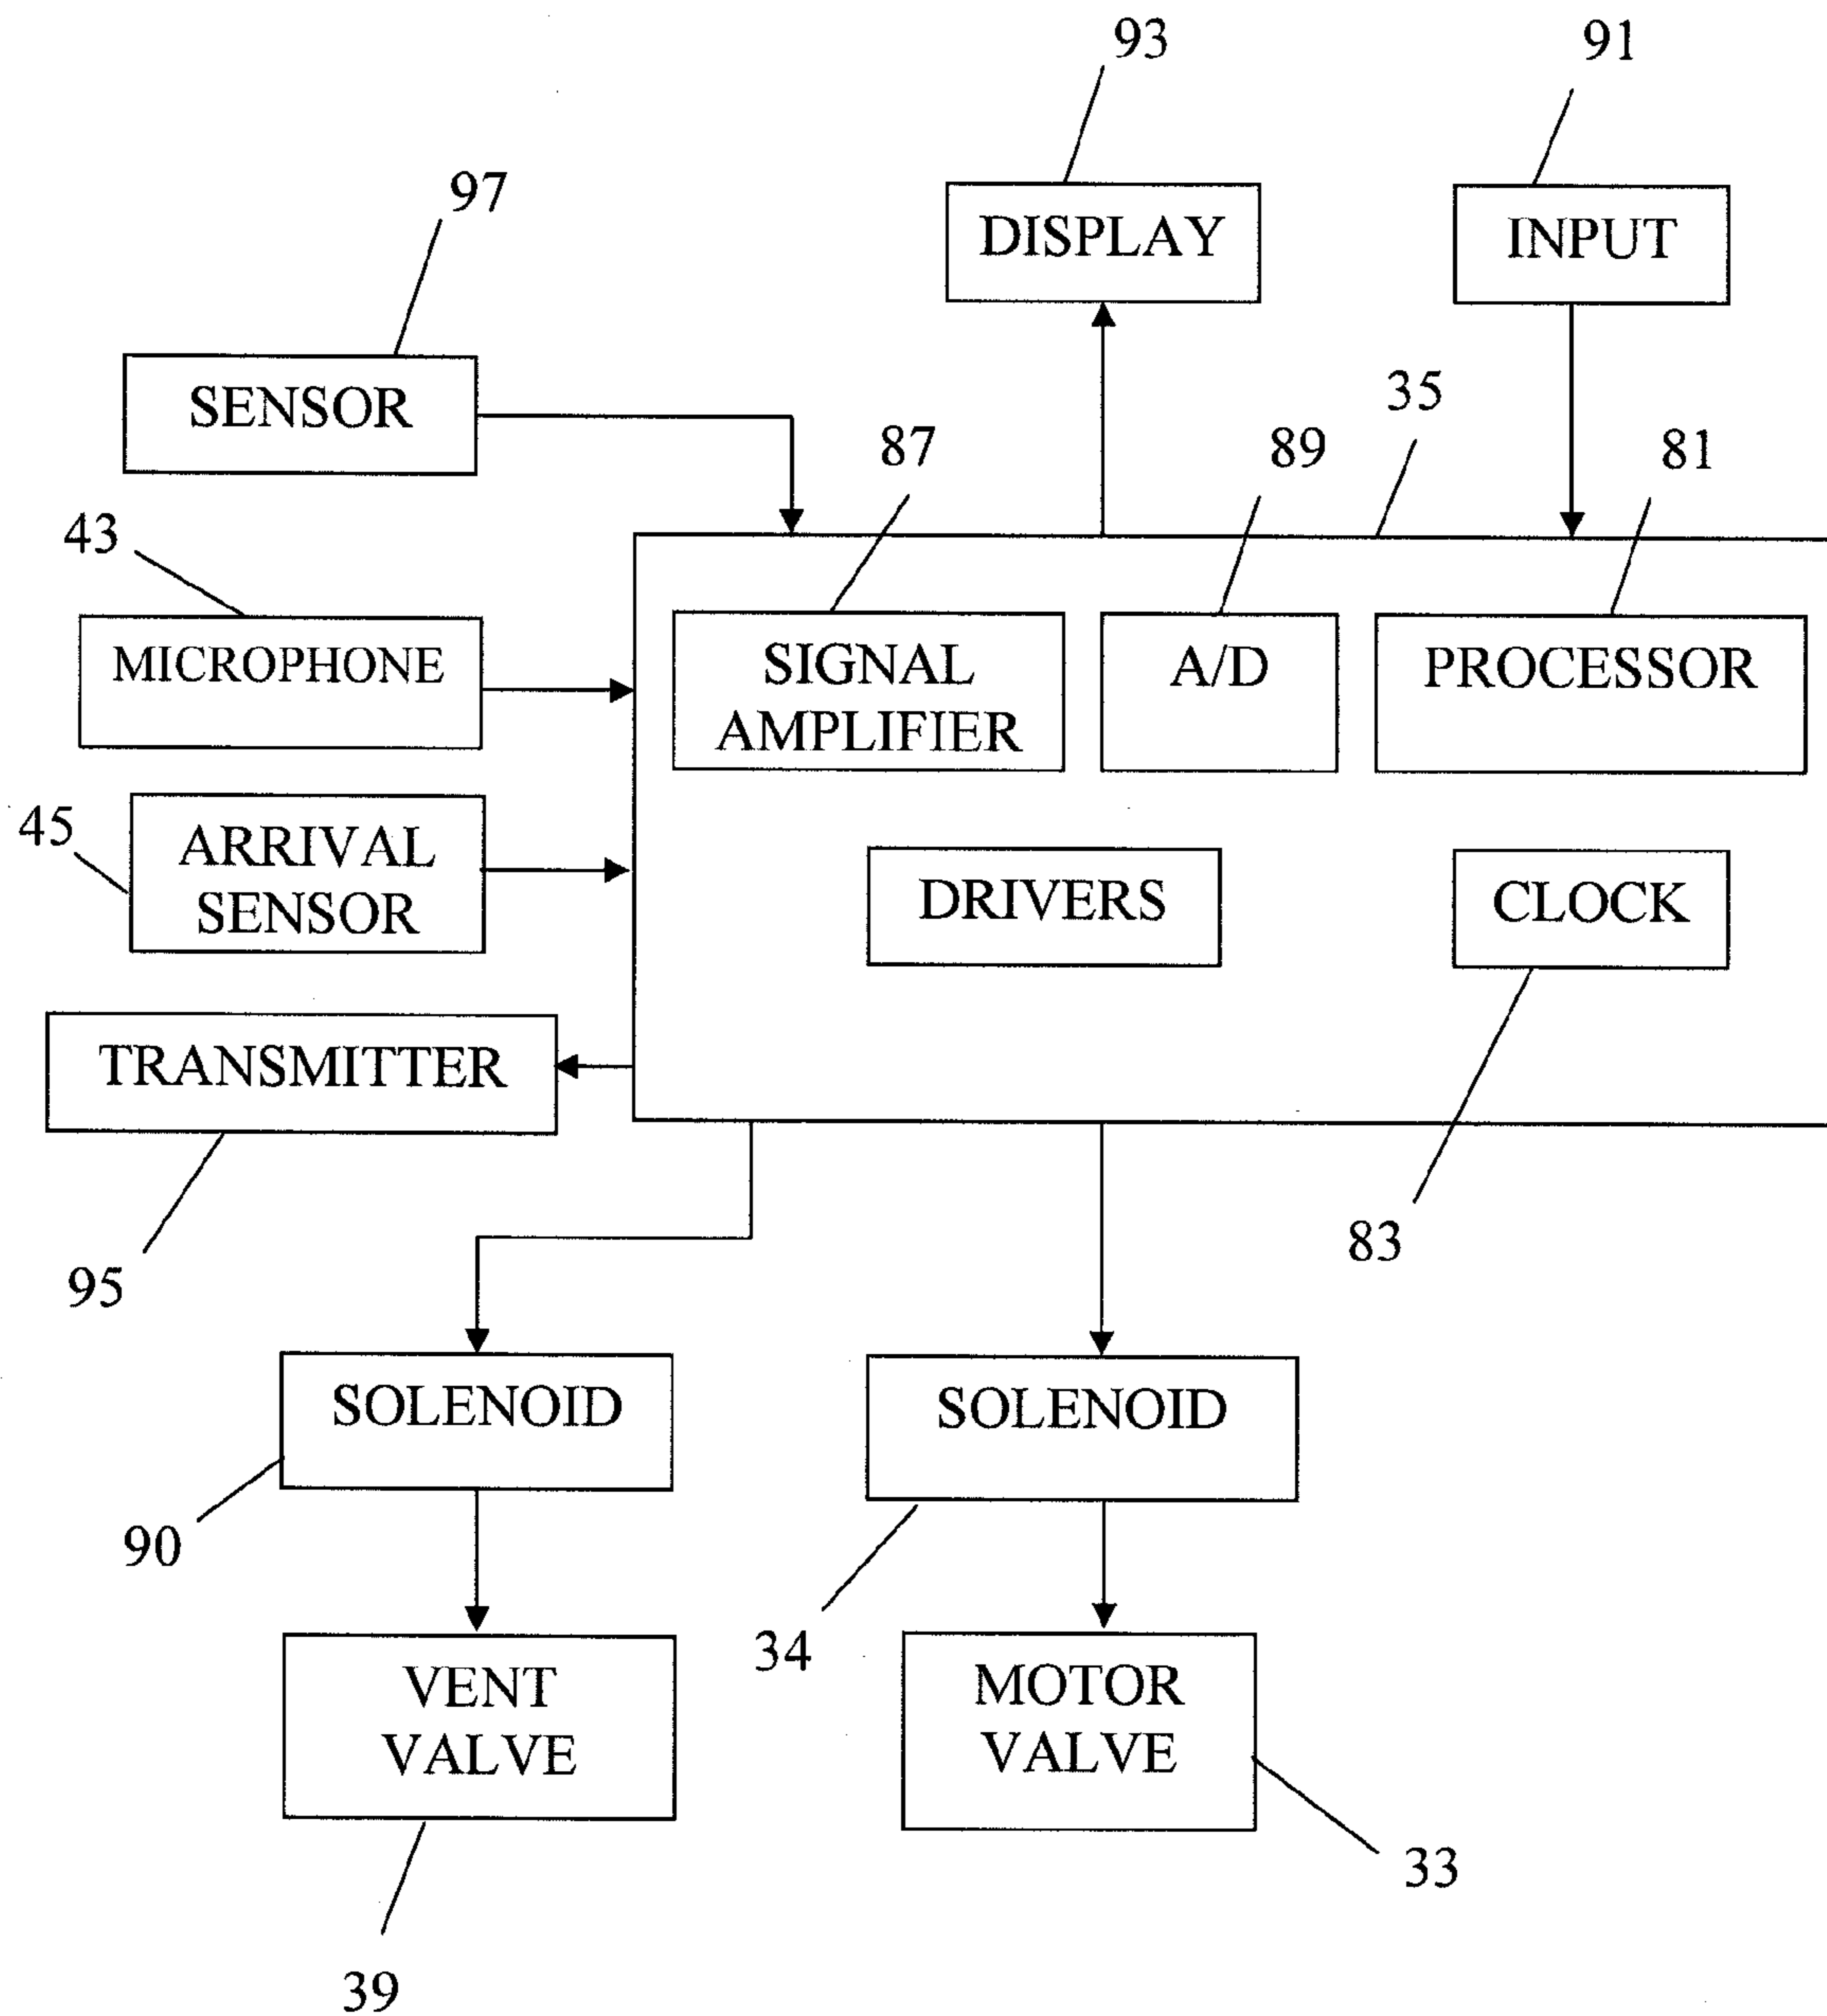 93
91
97
DISPLAY
INPUT
SENSOR
35
87
89
81
43
MICROPHONE
SIGNAL
AMPLIFIER
A/D
PROCESSOR
45
ARRIVAL
SENSOR
DRIVERS
CLOCK
TRANSMITTER
95
83
SOLENOID
SOLENOID
90
34
VENT
VALVE
MOTOR
VALVE
33
39